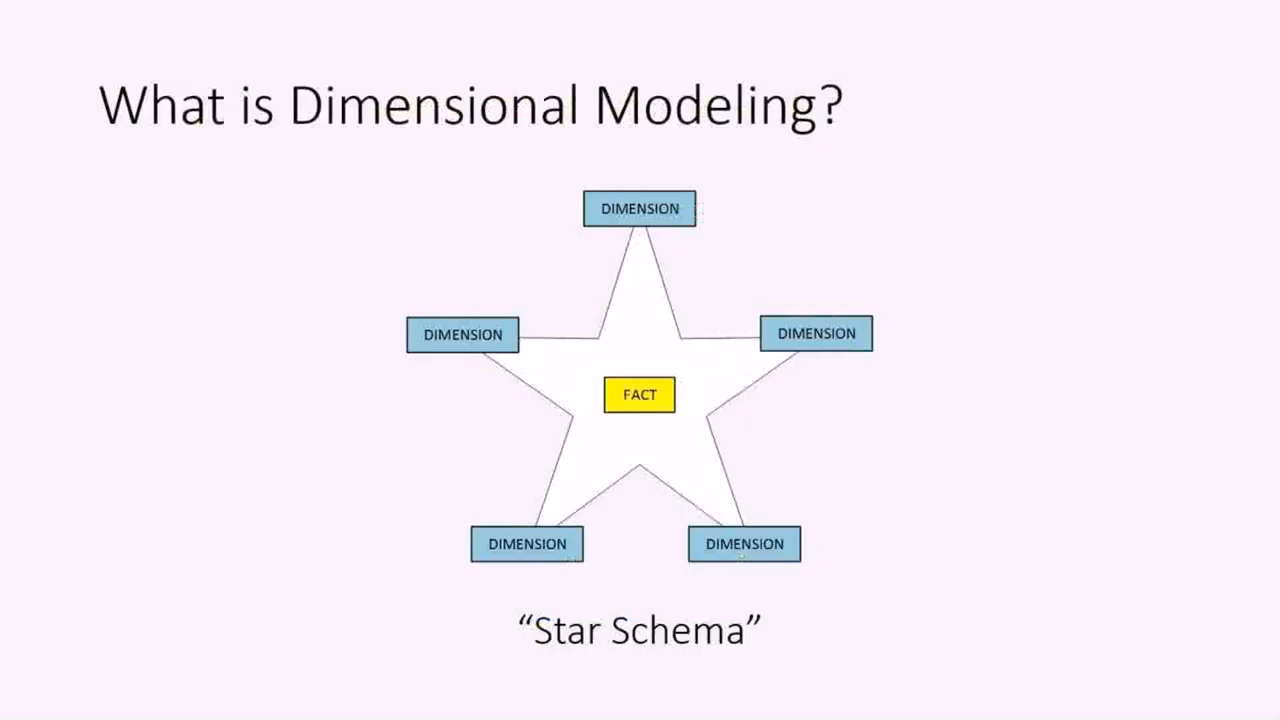 What is Dimensional Modeling?
DIMENSION
DIMENSION
DIMENSION
FACT
DIMENSION
DIMENSION
“Star Schema”